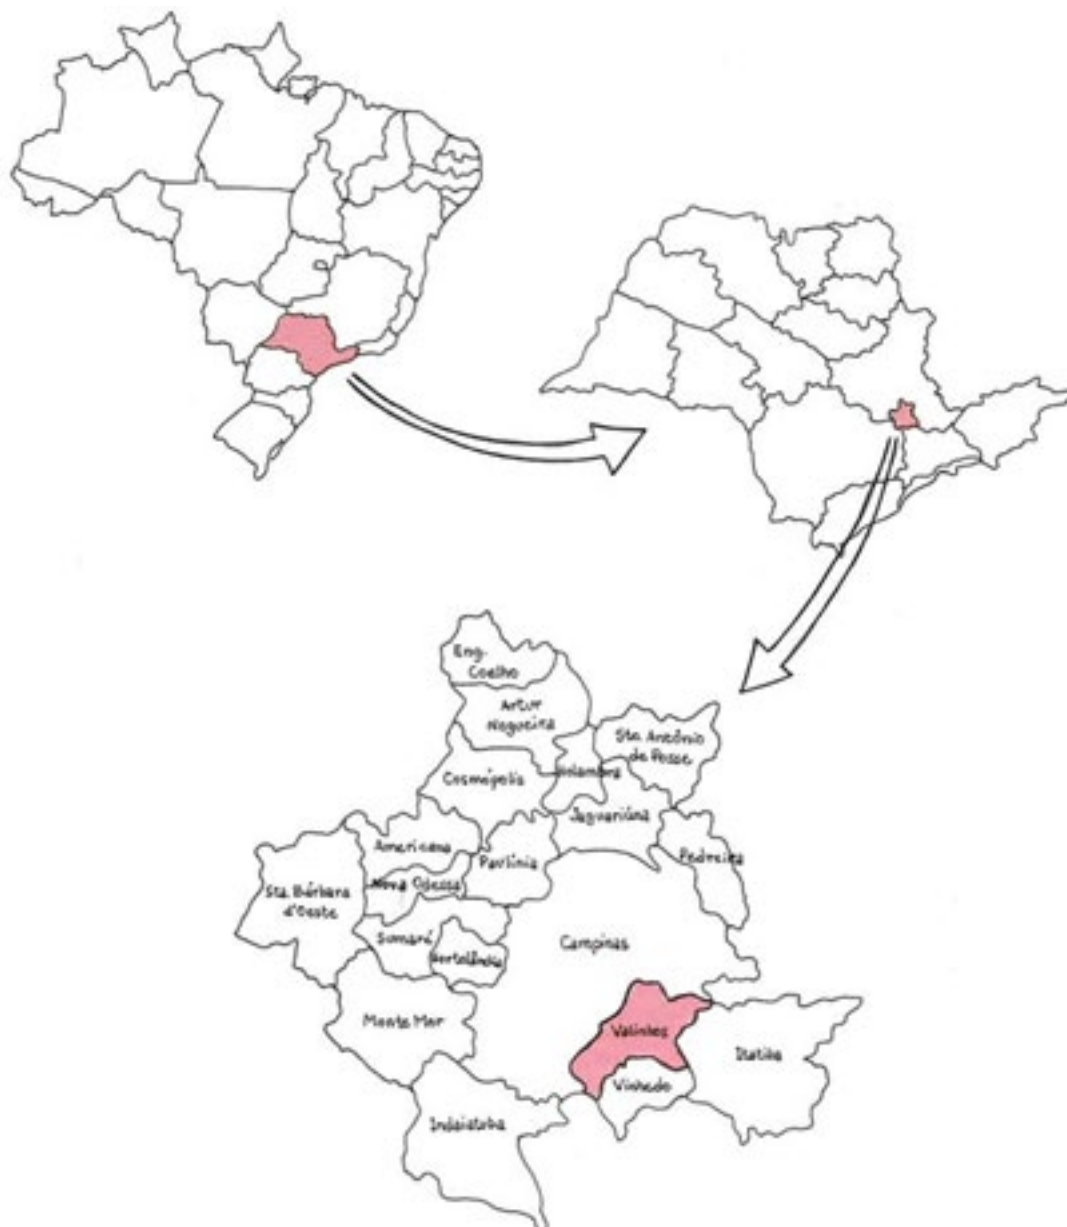 Eng.
Coelho
Artur
Nogueira
Sto. Antônio
de Posse
Holambra
Cosmópolis
Jaguariúna
Americana
Paulínia
Pedreira
Nova Odessa
Sta. Bárbara
d'Oeste
Sumaré
Hortolândia
Campinas
Monte Mor
Valinhos
Itatiba
Vinhedo
Indaiatuba